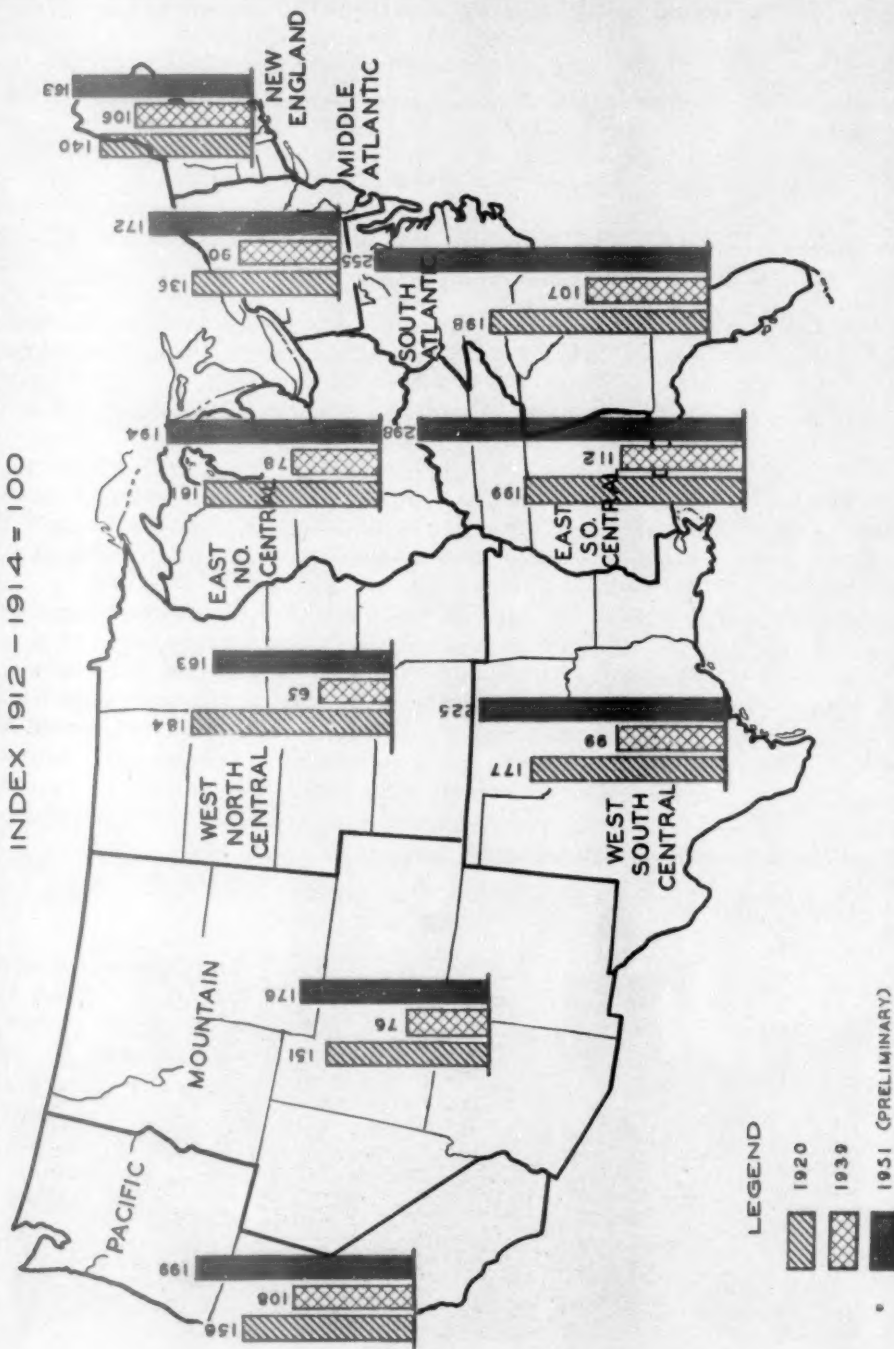 INDEX 1912 - 1914 = 100
PACIFIC
156
108
199
MOUNTAIN
151
76
176
WEST
NORTH
CENTRAL
184
65
163
WEST
SOUTH
CENTRAL
177
99
225
EAST
NO.
CENTRAL
161
78
194
EAST
SO.
CENTRAL
199
112
298
SOUTH
ATLANTIC
198
107
255
MIDDLE
ATLANTIC
136
90
172
NEW
ENGLAND
140
106
163
LEGEND
1920
1939
1951 (PRELIMINARY)